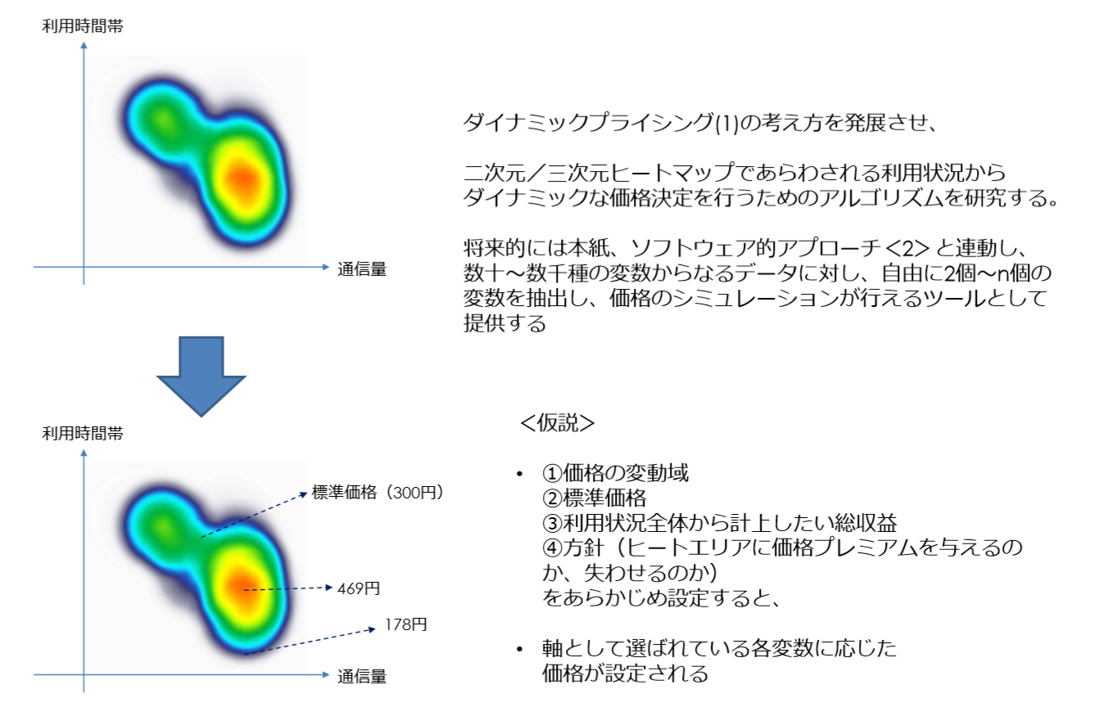 利用時間帯
通信量
ダイナミックプライシング(1)の考え方を発展させ、
二次元／三次元ヒートマップであらわされる利用状況から
ダイナミックな価格決定を行うためのアルゴリズムを研究する。
将来的には本紙、ソフトウェア的アプローチ<2>と連動し、
数十～数千種の変数からなるデータに対し、自由に2個～n個の
変数を抽出し、価格のシミュレーションが行えるツールとして
提供する
利用時間帯
標準価格（300円）
469円
178円
通信量
＜仮説＞
• ①価格の変動域
②標準価格
③利用状況全体から計上したい総収益
④方針（ヒートエリアに価格プレミアムを与えるの
か、失わせるのか）
をあらかじめ設定すると、
• 軸として選ばれている各変数に応じた
価格が設定される